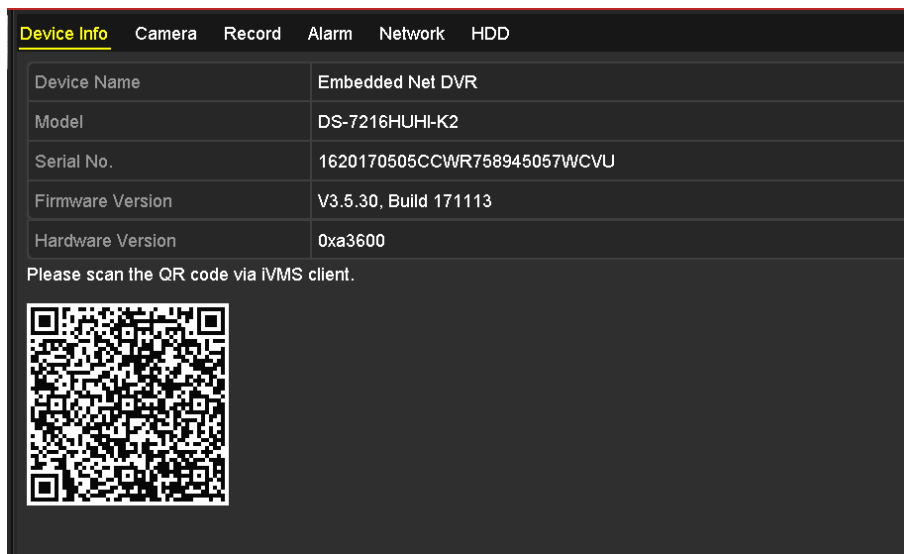 Device Info Camera Record Alarm Network HDD
Device Name Embedded Net DVR
Model DS-7216HUHI-K2
Serial No. 1620170505CCWR758945057WCVU
Firmware Version V3.5.30, Build 171113
Hardware Version 0xa3600
Please scan the QR code via iVMS client.